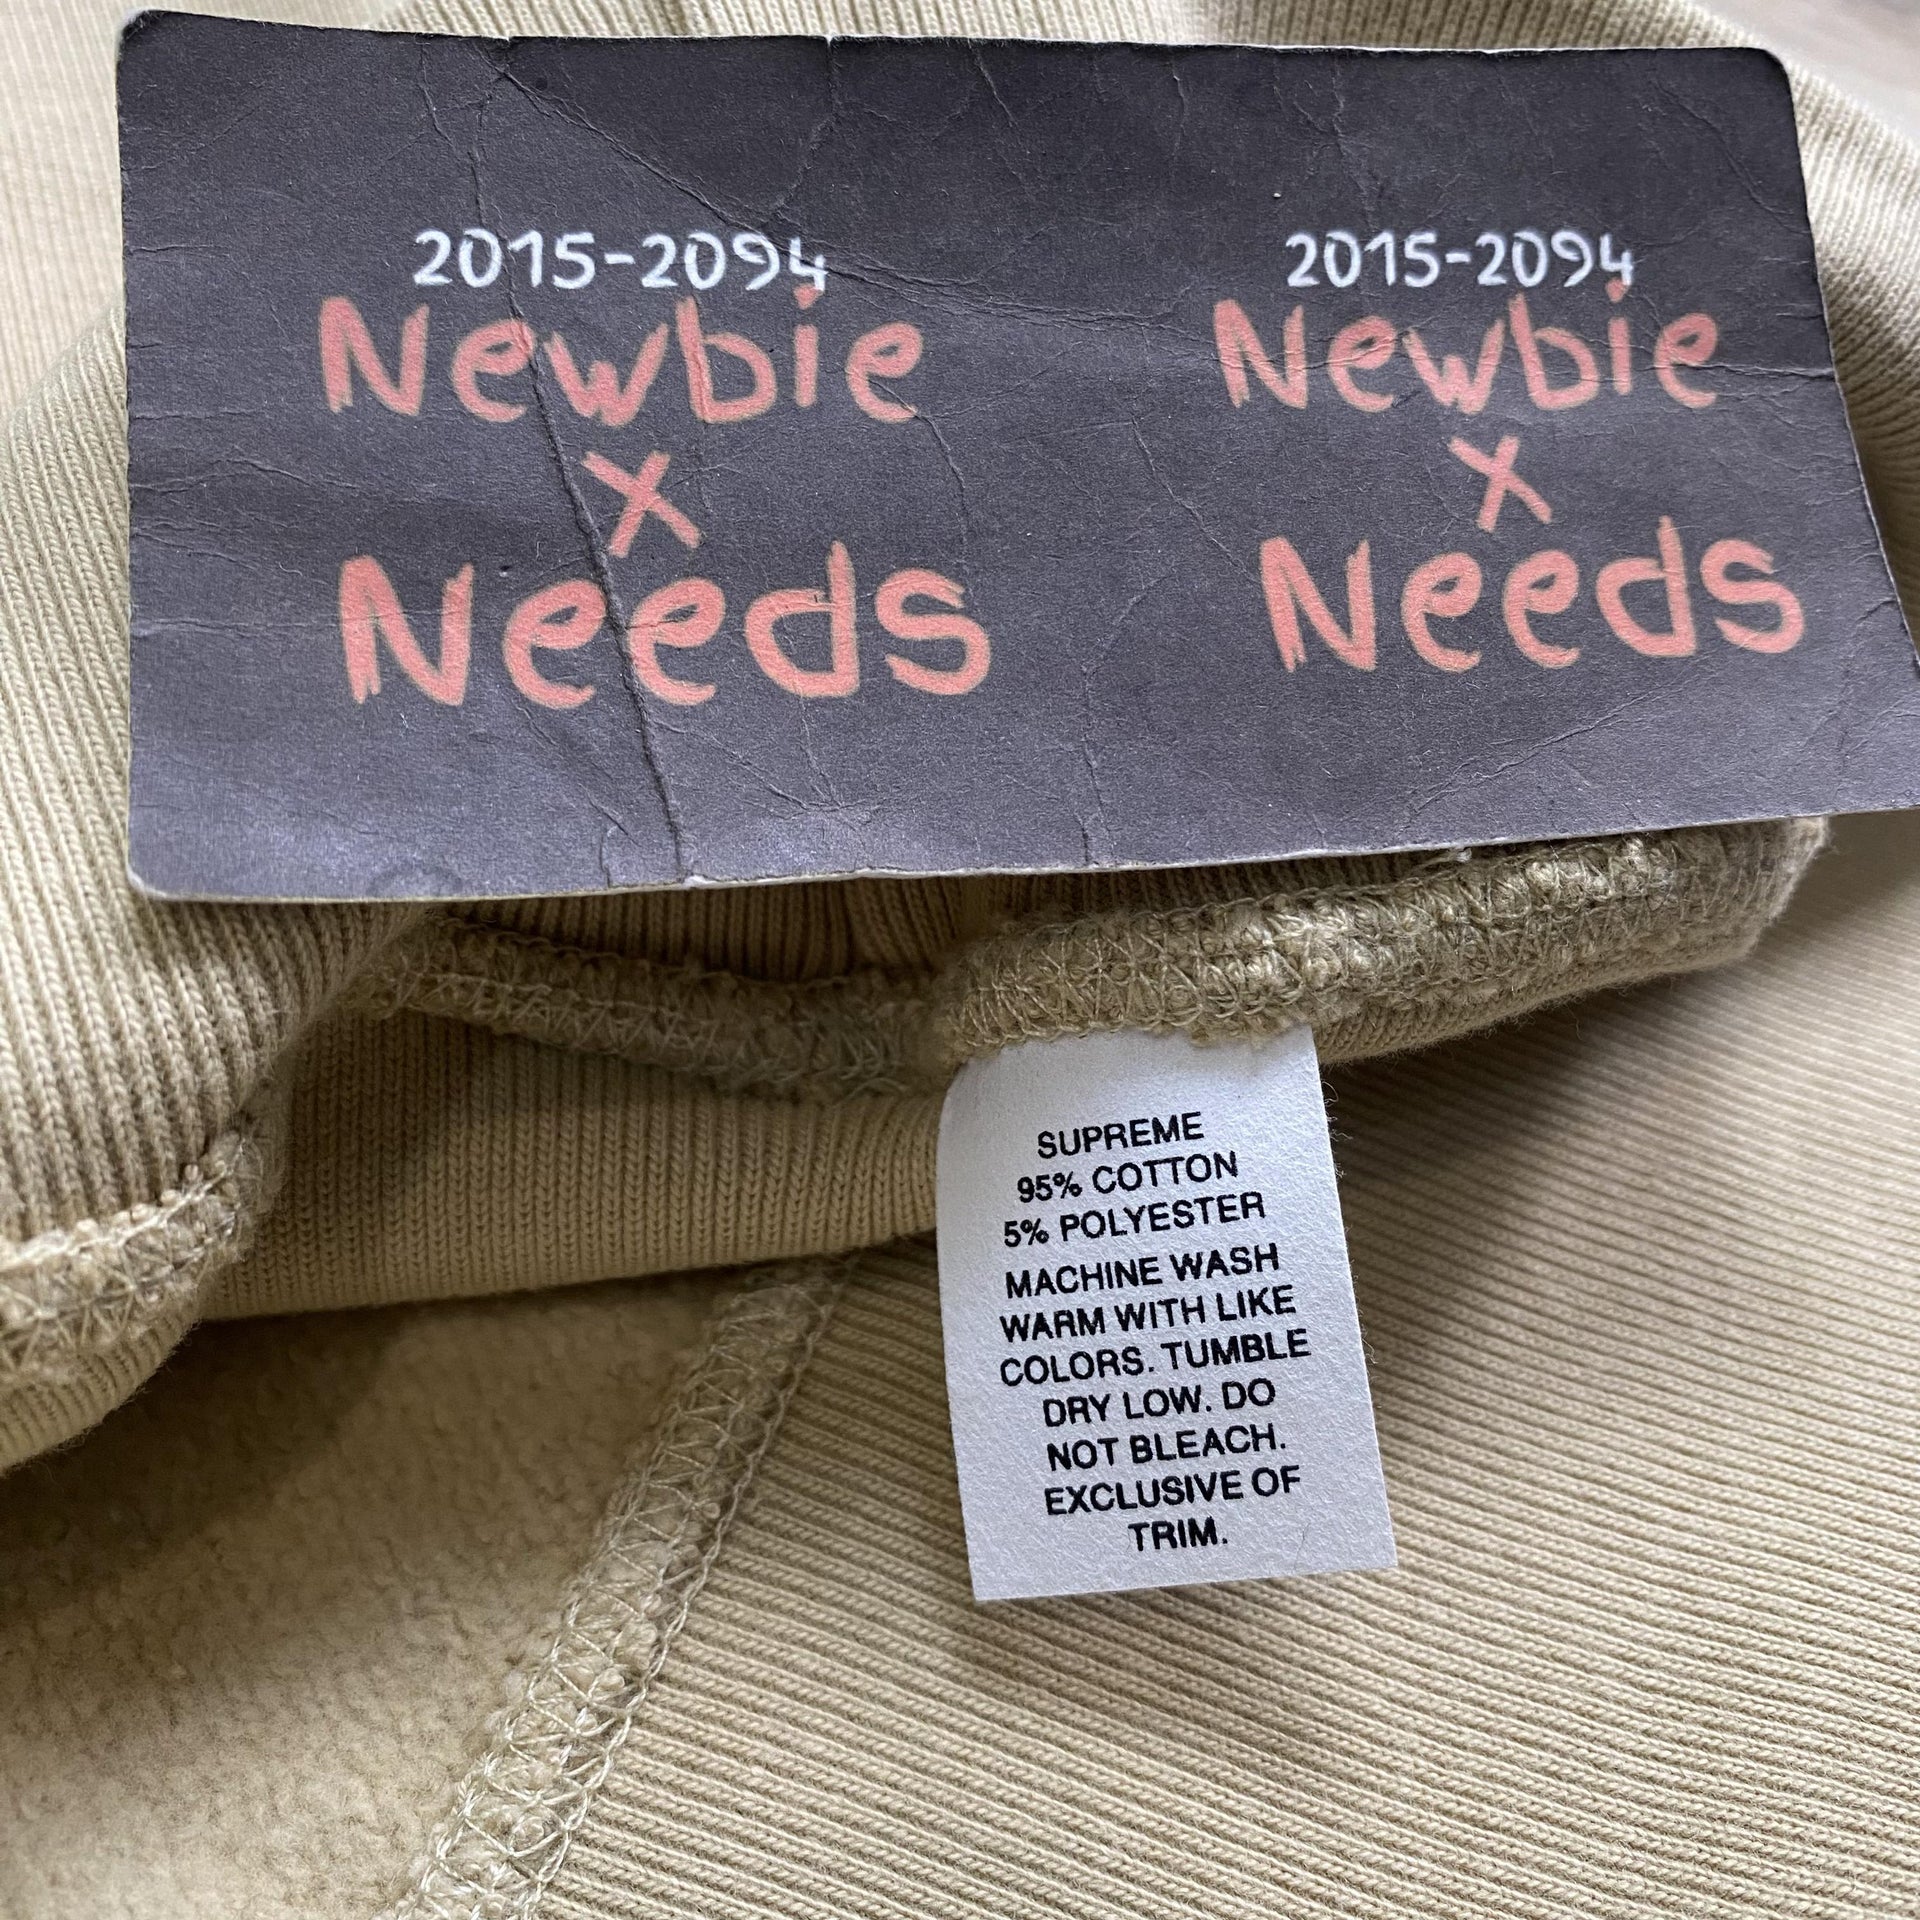 2015-2094
Newbie
x
Needs
2015-2094
Newbie
x
Needs
SUPREME
95% COTTON
5% POLYESTER
MACHINE WASH
WARM WITH LIKE
COLORS. TUMBLE
DRY LOW. DO
NOT BLEACH.
EXCLUSIVE OF
TRIM.